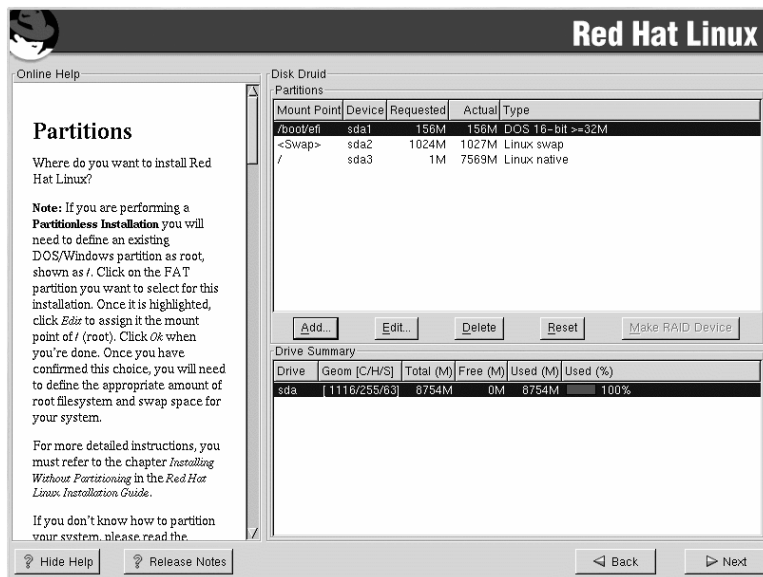 Red Hat Linux
Online Help
Partitions
Where do you want to install Red
Hat Linux?
Note: If you are performing a
Partitionless Installation you will
need to define an existing
DOS/Windows partition as root,
shown as /. Click on the FAT
partition you want to select for this
installation. Once it is highlighted,
click Edit to assign it the mount
point of / (root). Click Ok when
you're done. Once you have
confirmed this choice, you will need
to define the appropriate amount of
root filesystem and swap space for
your system.
For more detailed instructions, you
must refer to the chapter Installing
Without Partitioning in the Red Hat
Linux Installation Guide.
If you don't know how to partition
your system, please read the
Disk Druid
Partitions
Mount Point Device Requested Actual Type
/boot/efi sda1 156M 156M DOS 16-bit >=32M
<Swap> sda2 1024M 1027M Linux swap
/ sda3 1M 7569M Linux native
Add... Edit... Delete Reset Make RAID Device
Drive Summary
Drive Geom [C/H/S] Total (M) Free (M) Used (M) Used (%)
sda [ 1116/255/63] 8754M 0M 8754M 100%
Hide Help Release Notes Back Next